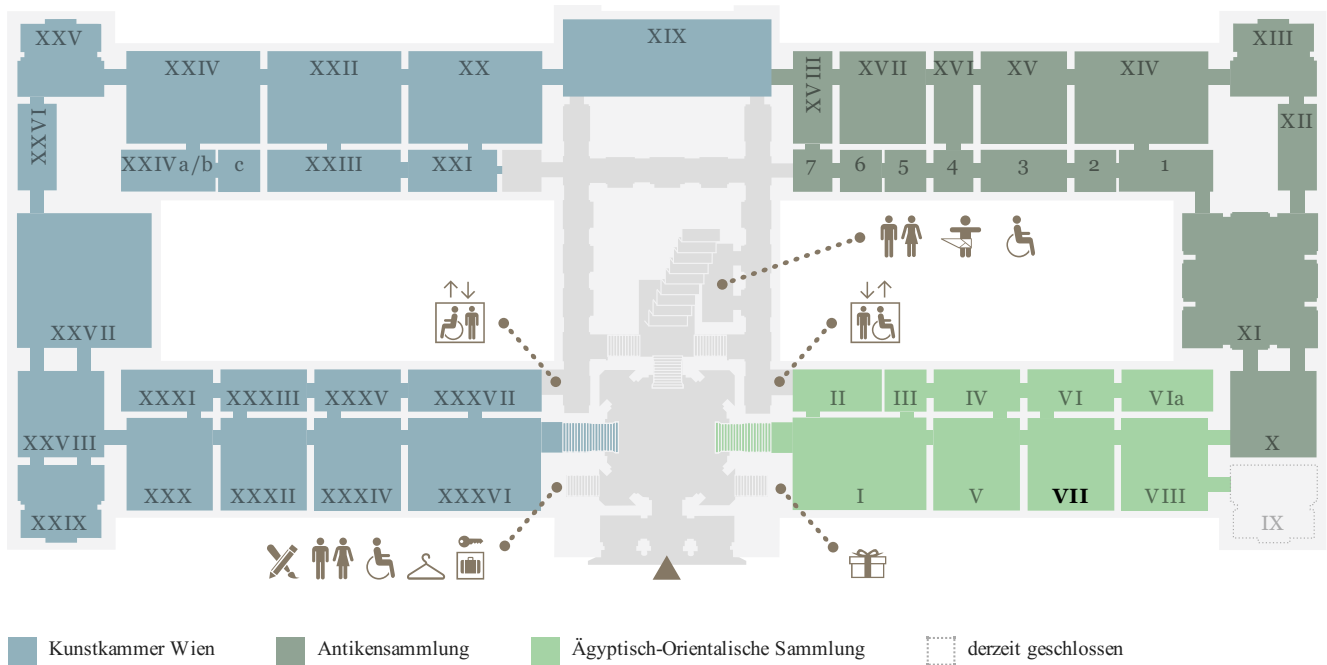 XXV
XXIV
XXII
XX
XIX
XVIII
XVII
XVI
XV
XIV
XIII
XXVI
XII
XXIVa/b
c
XXIII
XXI
7
6
5
4
3
2
1
XXVII
XI
XXXI
XXXIII
XXXV
XXXVII
II
III
IV
VI
VIa
XXVIII
X
XXX
XXXII
XXXIV
XXXVI
I
V
VII
VIII
XXIX
IX
Kunstkammer Wien
Antikensammlung
Ägyptisch-Orientalische Sammlung
derzeit geschlossen